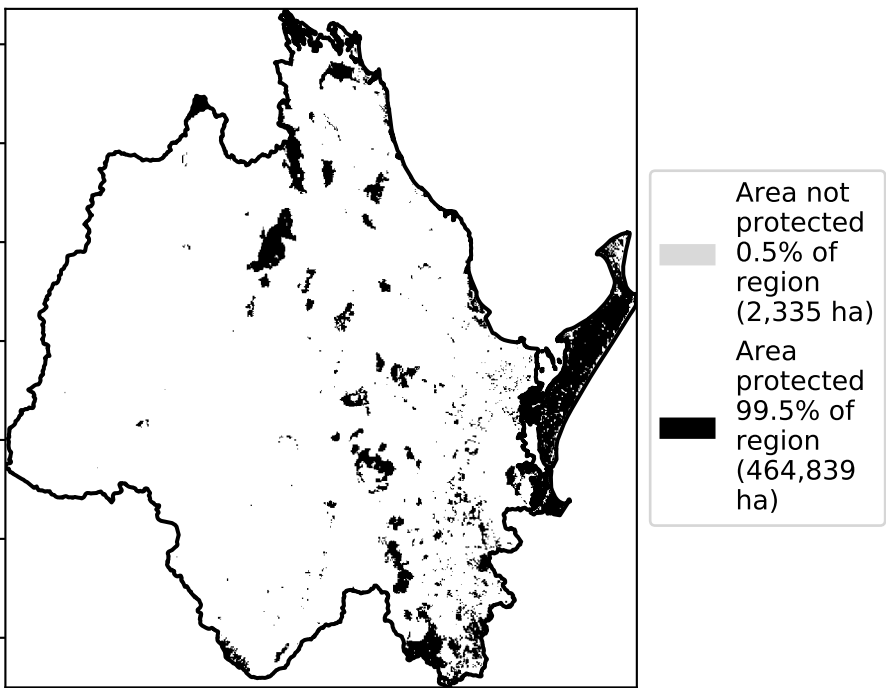 Area not
protected
0.5% of
region
(2,335 ha)
Area
protected
99.5% of
region
(464,839
ha)